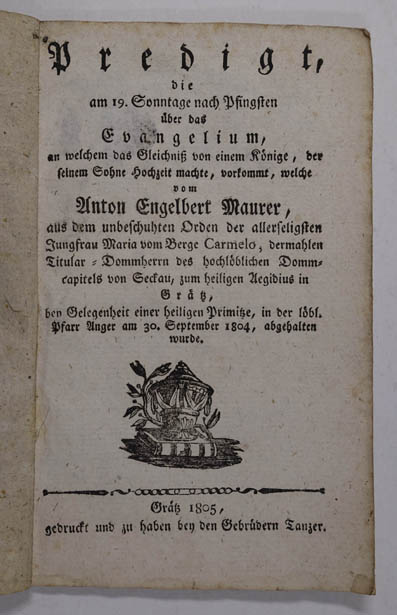 Predigt,
die
am 19. Sonntage nach Pfingsten
über das
Evangelium,
an welchem das Gleichniß von einem Könige, der
seinem Sohne Hochzeit machte, vorkommt, welche
vom
Anton Engelbert Maurer,
aus dem unbeschuhten Orden der allerseligsten
Jungfrau Maria vom Berge Carmelo, dermahlen
Titular-Dommherrn des hochlöblichen Domm-
capitels von Seckau, zum heiligen Aegidius in
Grätz,
bey Gelegenheit einer heiligen Primitze, in der löbl.
Pfarr Anger am 30. September 1804, abgehalten
wurde.
Grätz 1805,
gedruckt und zu haben bey den Gebrüdern Tanzer.